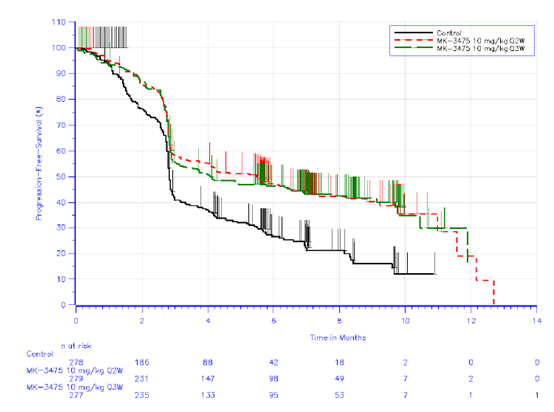 Control
MK-3475 10 mg/kg Q2W
MK-3475 10 mg/kg Q3W
Progression-Free-Survival (%)
110
100
90
80
70
60
50
40
30
20
10
0
0 2 4 6 8 10 12 14
Time in Months
n at risk
Control
278 186 88 42 18 2 0 0
MK-3475 10 mg/kg Q2W
279 231 147 98 49 7 2 0
MK-3475 10 mg/kg Q3W
277 235 133 95 53 7 1 1